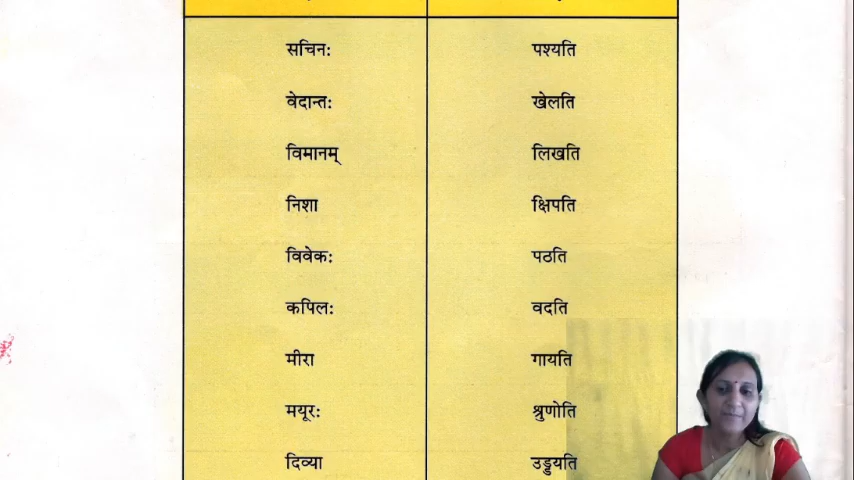 सचिनः पश्यति
वेदान्तः खेलति
विमानम् लिखति
निशा क्षिपति
विवेकः पठति
कपिलः वदति
मीरा गायति
मयूरः श्रुणोति
दिव्या उड्डयति